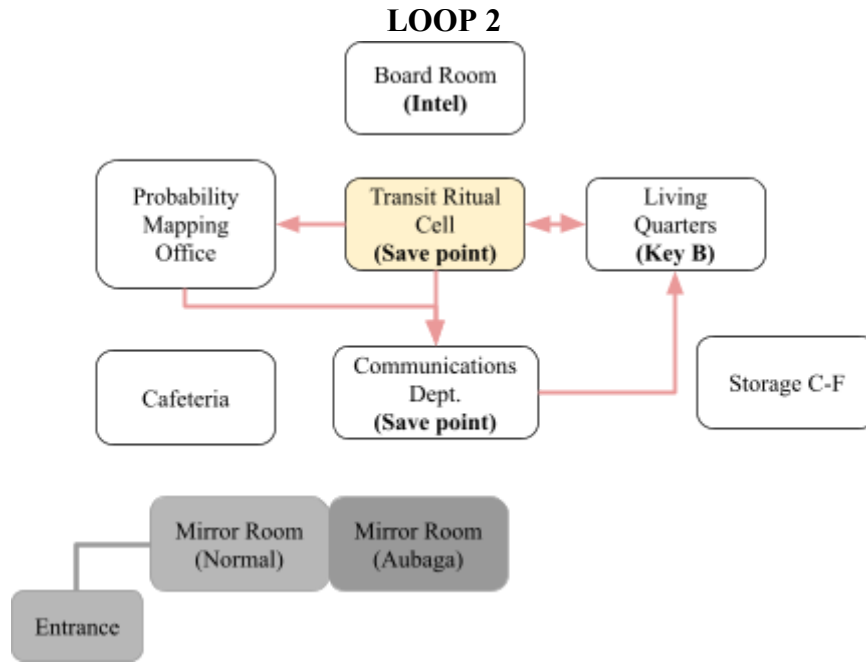 LOOP 2
Board Room
(Intel)
Probability
Mapping
Office
Transit Ritual
Cell
(Save point)
Living
Quarters
(Key B)
Cafeteria
Communications
Dept.
(Save point)
Storage C-F
Mirror Room
(Normal)
Mirror Room
(Aubaga)
Entrance